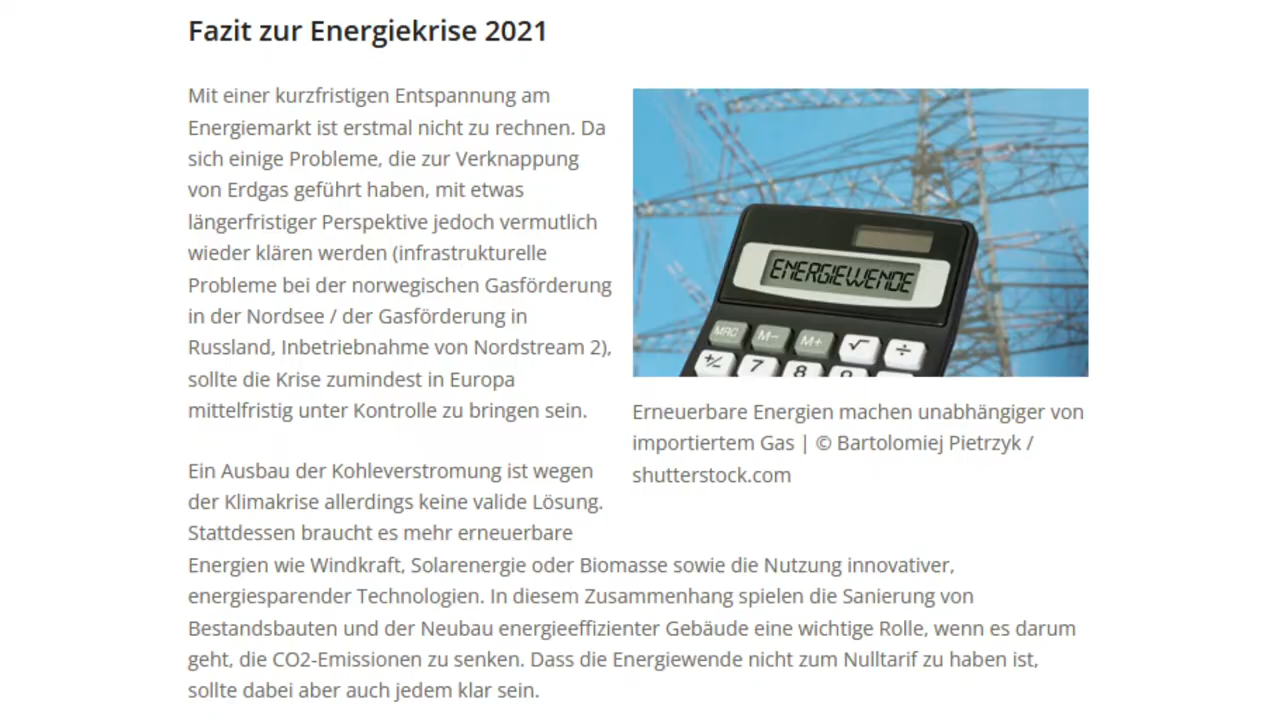 Fazit zur Energiekrise 2021
Mit einer kurzfristigen Entspannung am
Energiemarkt ist erstmal nicht zu rechnen. Da
sich einige Probleme, die zur Verknappung
von Erdgas geführt haben, mit etwas
längerfristiger Perspektive jedoch vermutlich
wieder klären werden (infrastrukturelle
Probleme bei der norwegischen Gasförderung
in der Nordsee / der Gasförderung in
Russland, Inbetriebnahme von Nordstream 2),
sollte die Krise zumindest in Europa
mittelfristig unter Kontrolle zu bringen sein.
ENERGIEWENDE
MRC M− M+ √ ÷
+/− 7 8 9
Erneuerbare Energien machen unabhängiger von
importiertem Gas | © Bartolomiej Pietrzyk /
shutterstock.com
Ein Ausbau der Kohleverstromung ist wegen
der Klimakrise allerdings keine valide Lösung.
Stattdessen braucht es mehr erneuerbare
Energien wie Windkraft, Solarenergie oder Biomasse sowie die Nutzung innovativer,
energiesparender Technologien. In diesem Zusammenhang spielen die Sanierung von
Bestandsbauten und der Neubau energieeffizienter Gebäude eine wichtige Rolle, wenn es darum
geht, die CO2-Emissionen zu senken. Dass die Energiewende nicht zum Nulltarif zu haben ist,
sollte dabei aber auch jedem klar sein.